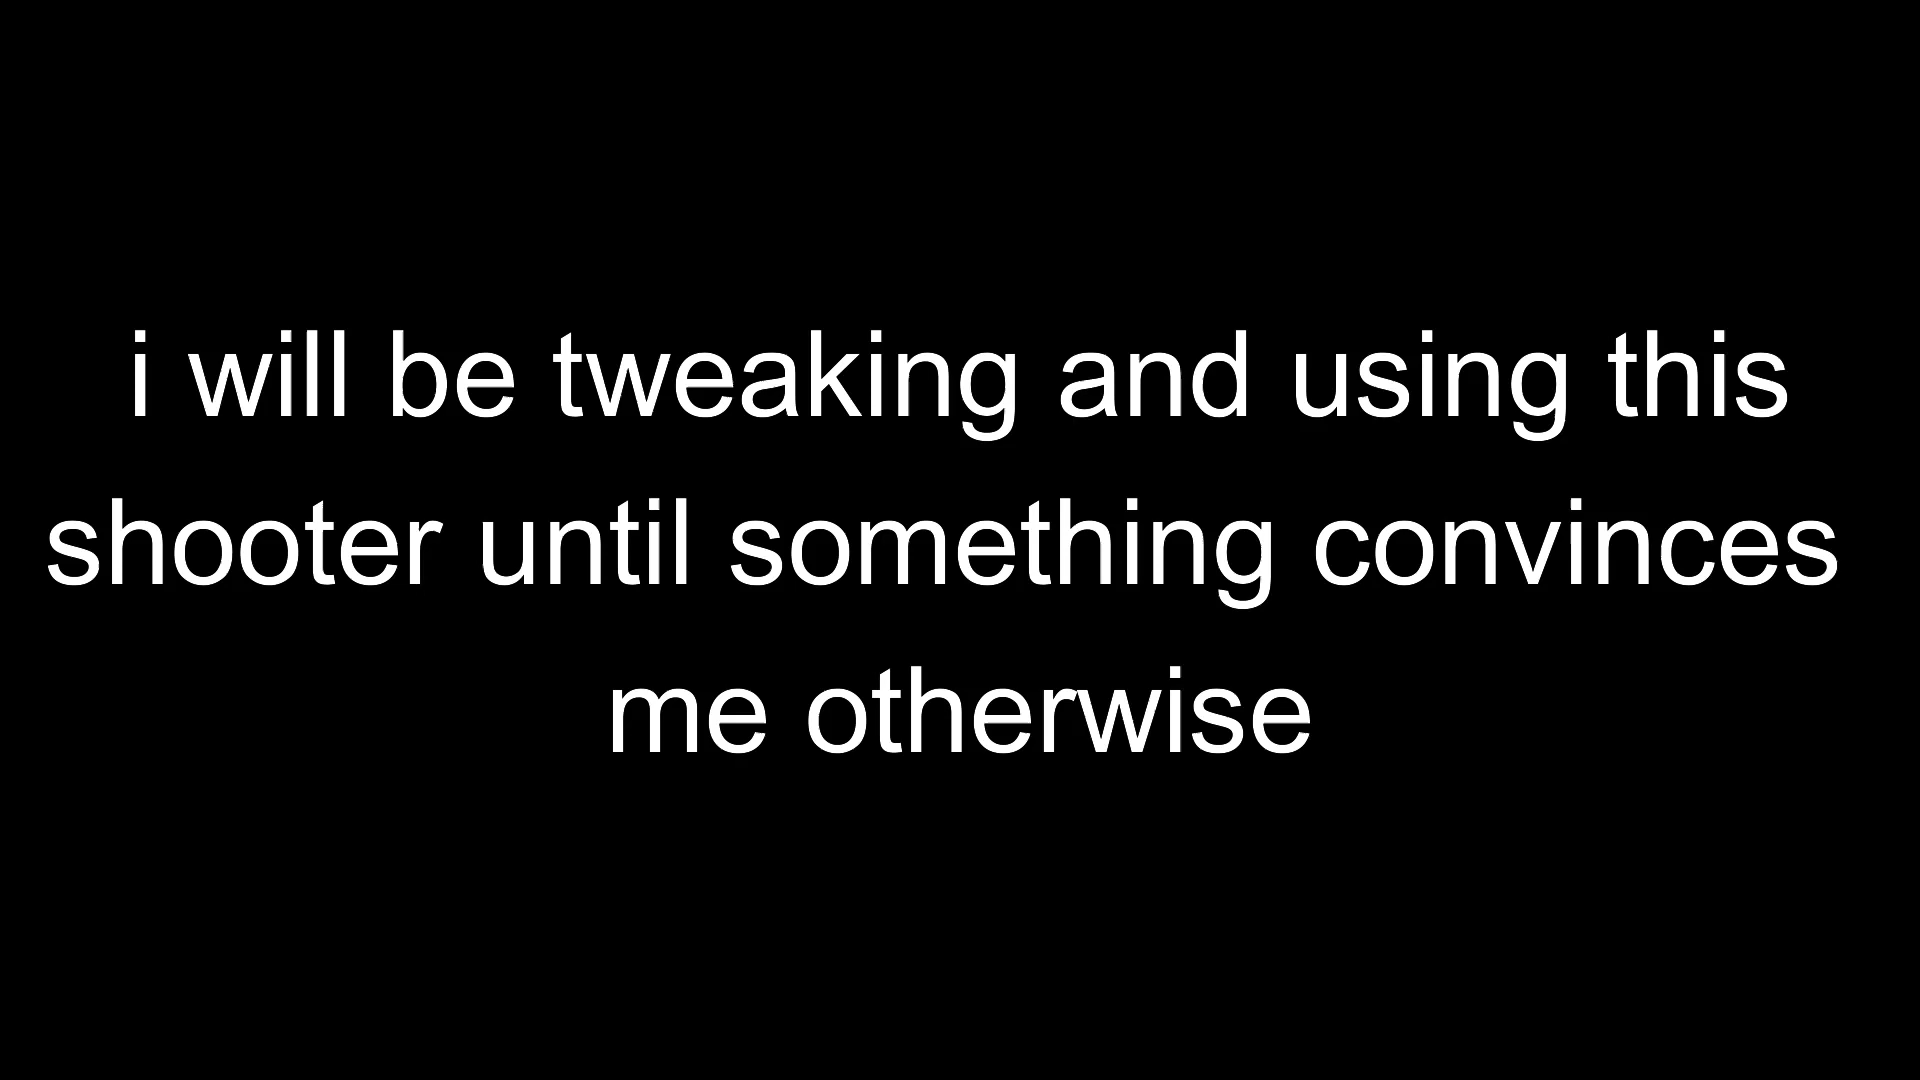 i will be tweaking and using this
shooter until something convinces
me otherwise